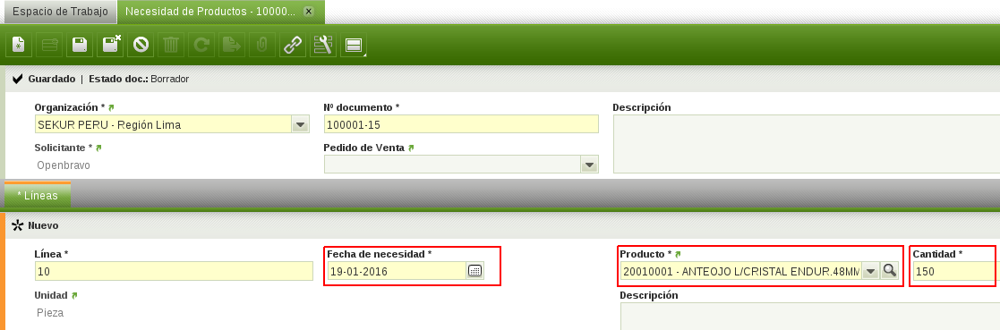 Espacio de Trabajo
Necesidad de Productos - 10000...
Guardado | Estado doc.: Borrador
Organización *
Nº documento *
Descripción
SEKUR PERU - Región Lima
100001-15
Solicitante *
Pedido de Venta
Openbravo
* Líneas
Nuevo
Línea *
Fecha de necesidad *
Producto *
Cantidad *
10
19-01-2016
20010001 - ANTEOJO L/CRISTAL ENDUR.48MM
150
Unidad
Descripción
Pieza